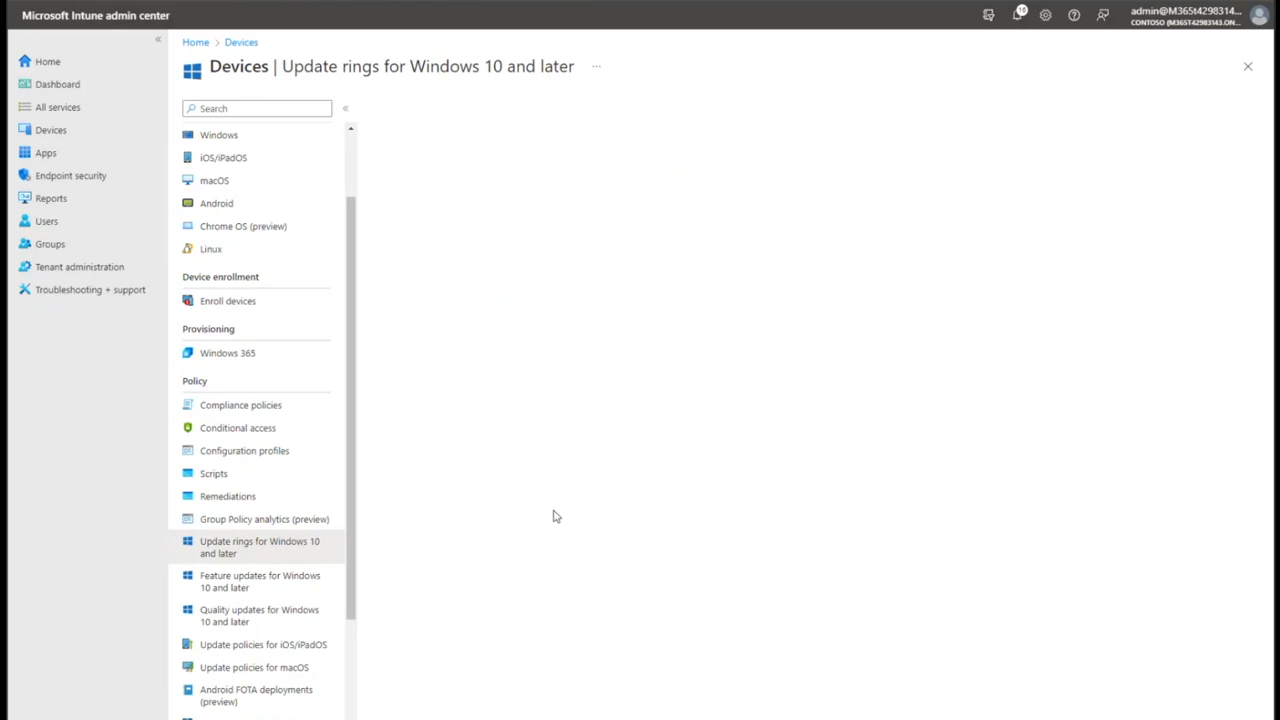 Microsoft Intune admin center
16
admin@M365t4298314...
CONTOSO (M365T42983143.ON...
«
Home
Dashboard
All services
Devices
Apps
Endpoint security
Reports
Users
Groups
Tenant administration
Troubleshooting + support
Home > Devices
Devices | Update rings for Windows 10 and later ...
Search
«
Windows
iOS/iPadOS
macOS
Android
Chrome OS (preview)
Linux
Device enrollment
Enroll devices
Provisioning
Windows 365
Policy
Compliance policies
Conditional access
Configuration profiles
Scripts
Remediations
Group Policy analytics (preview)
Update rings for Windows 10
and later
Feature updates for Windows
10 and later
Quality updates for Windows
10 and later
Update policies for iOS/iPadOS
Update policies for macOS
Android FOTA deployments
(preview)